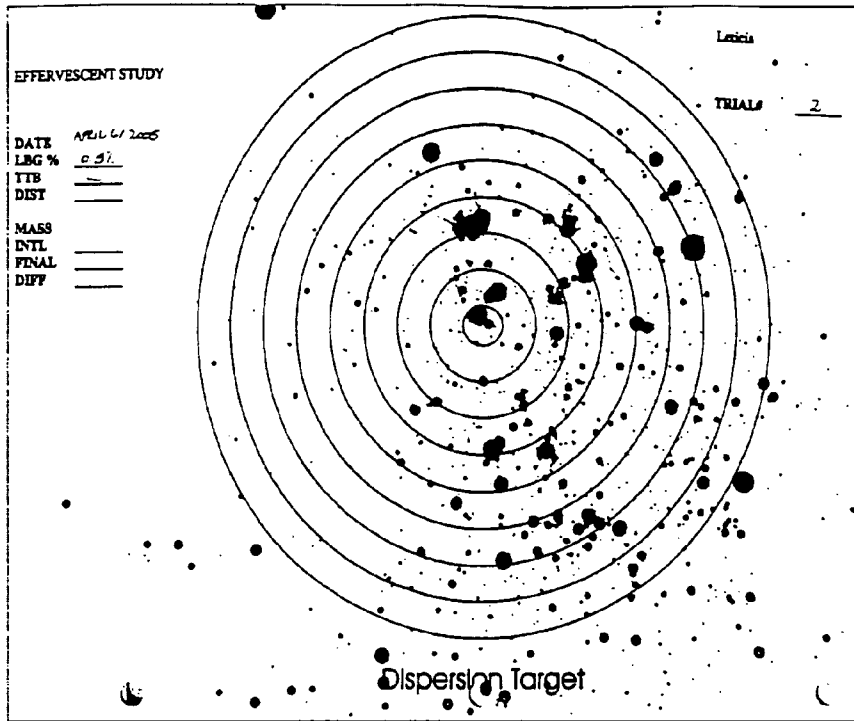 EFFERVESCENT STUDY
DATE APRIL 6/2005
LBG % 0.5%
TTB
DIST
MASS
INTL
FINAL
DIFF
TRIAL# 2
Dispersion Target